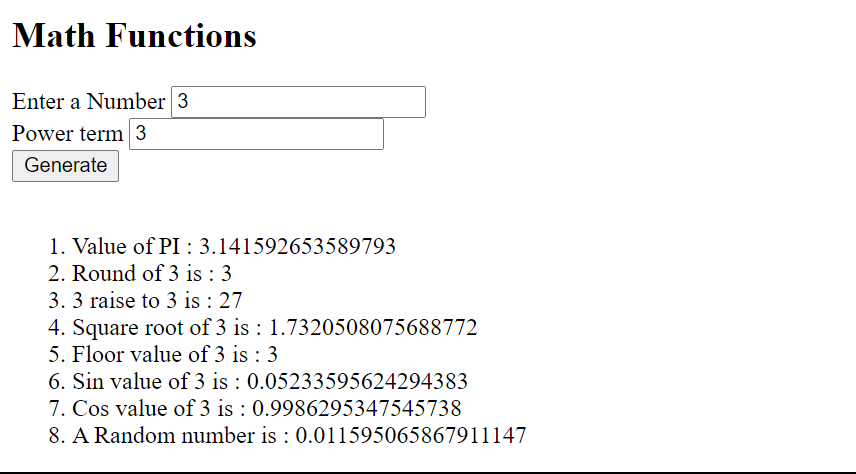 Math Functions
Enter a Number 3
Power term 3
Generate
1. Value of PI : 3.141592653589793
2. Round of 3 is : 3
3. 3 raise to 3 is : 27
4. Square root of 3 is : 1.7320508075688772
5. Floor value of 3 is : 3
6. Sin value of 3 is : 0.05233595624294383
7. Cos value of 3 is : 0.9986295347545738
8. A Random number is : 0.011595065867911147